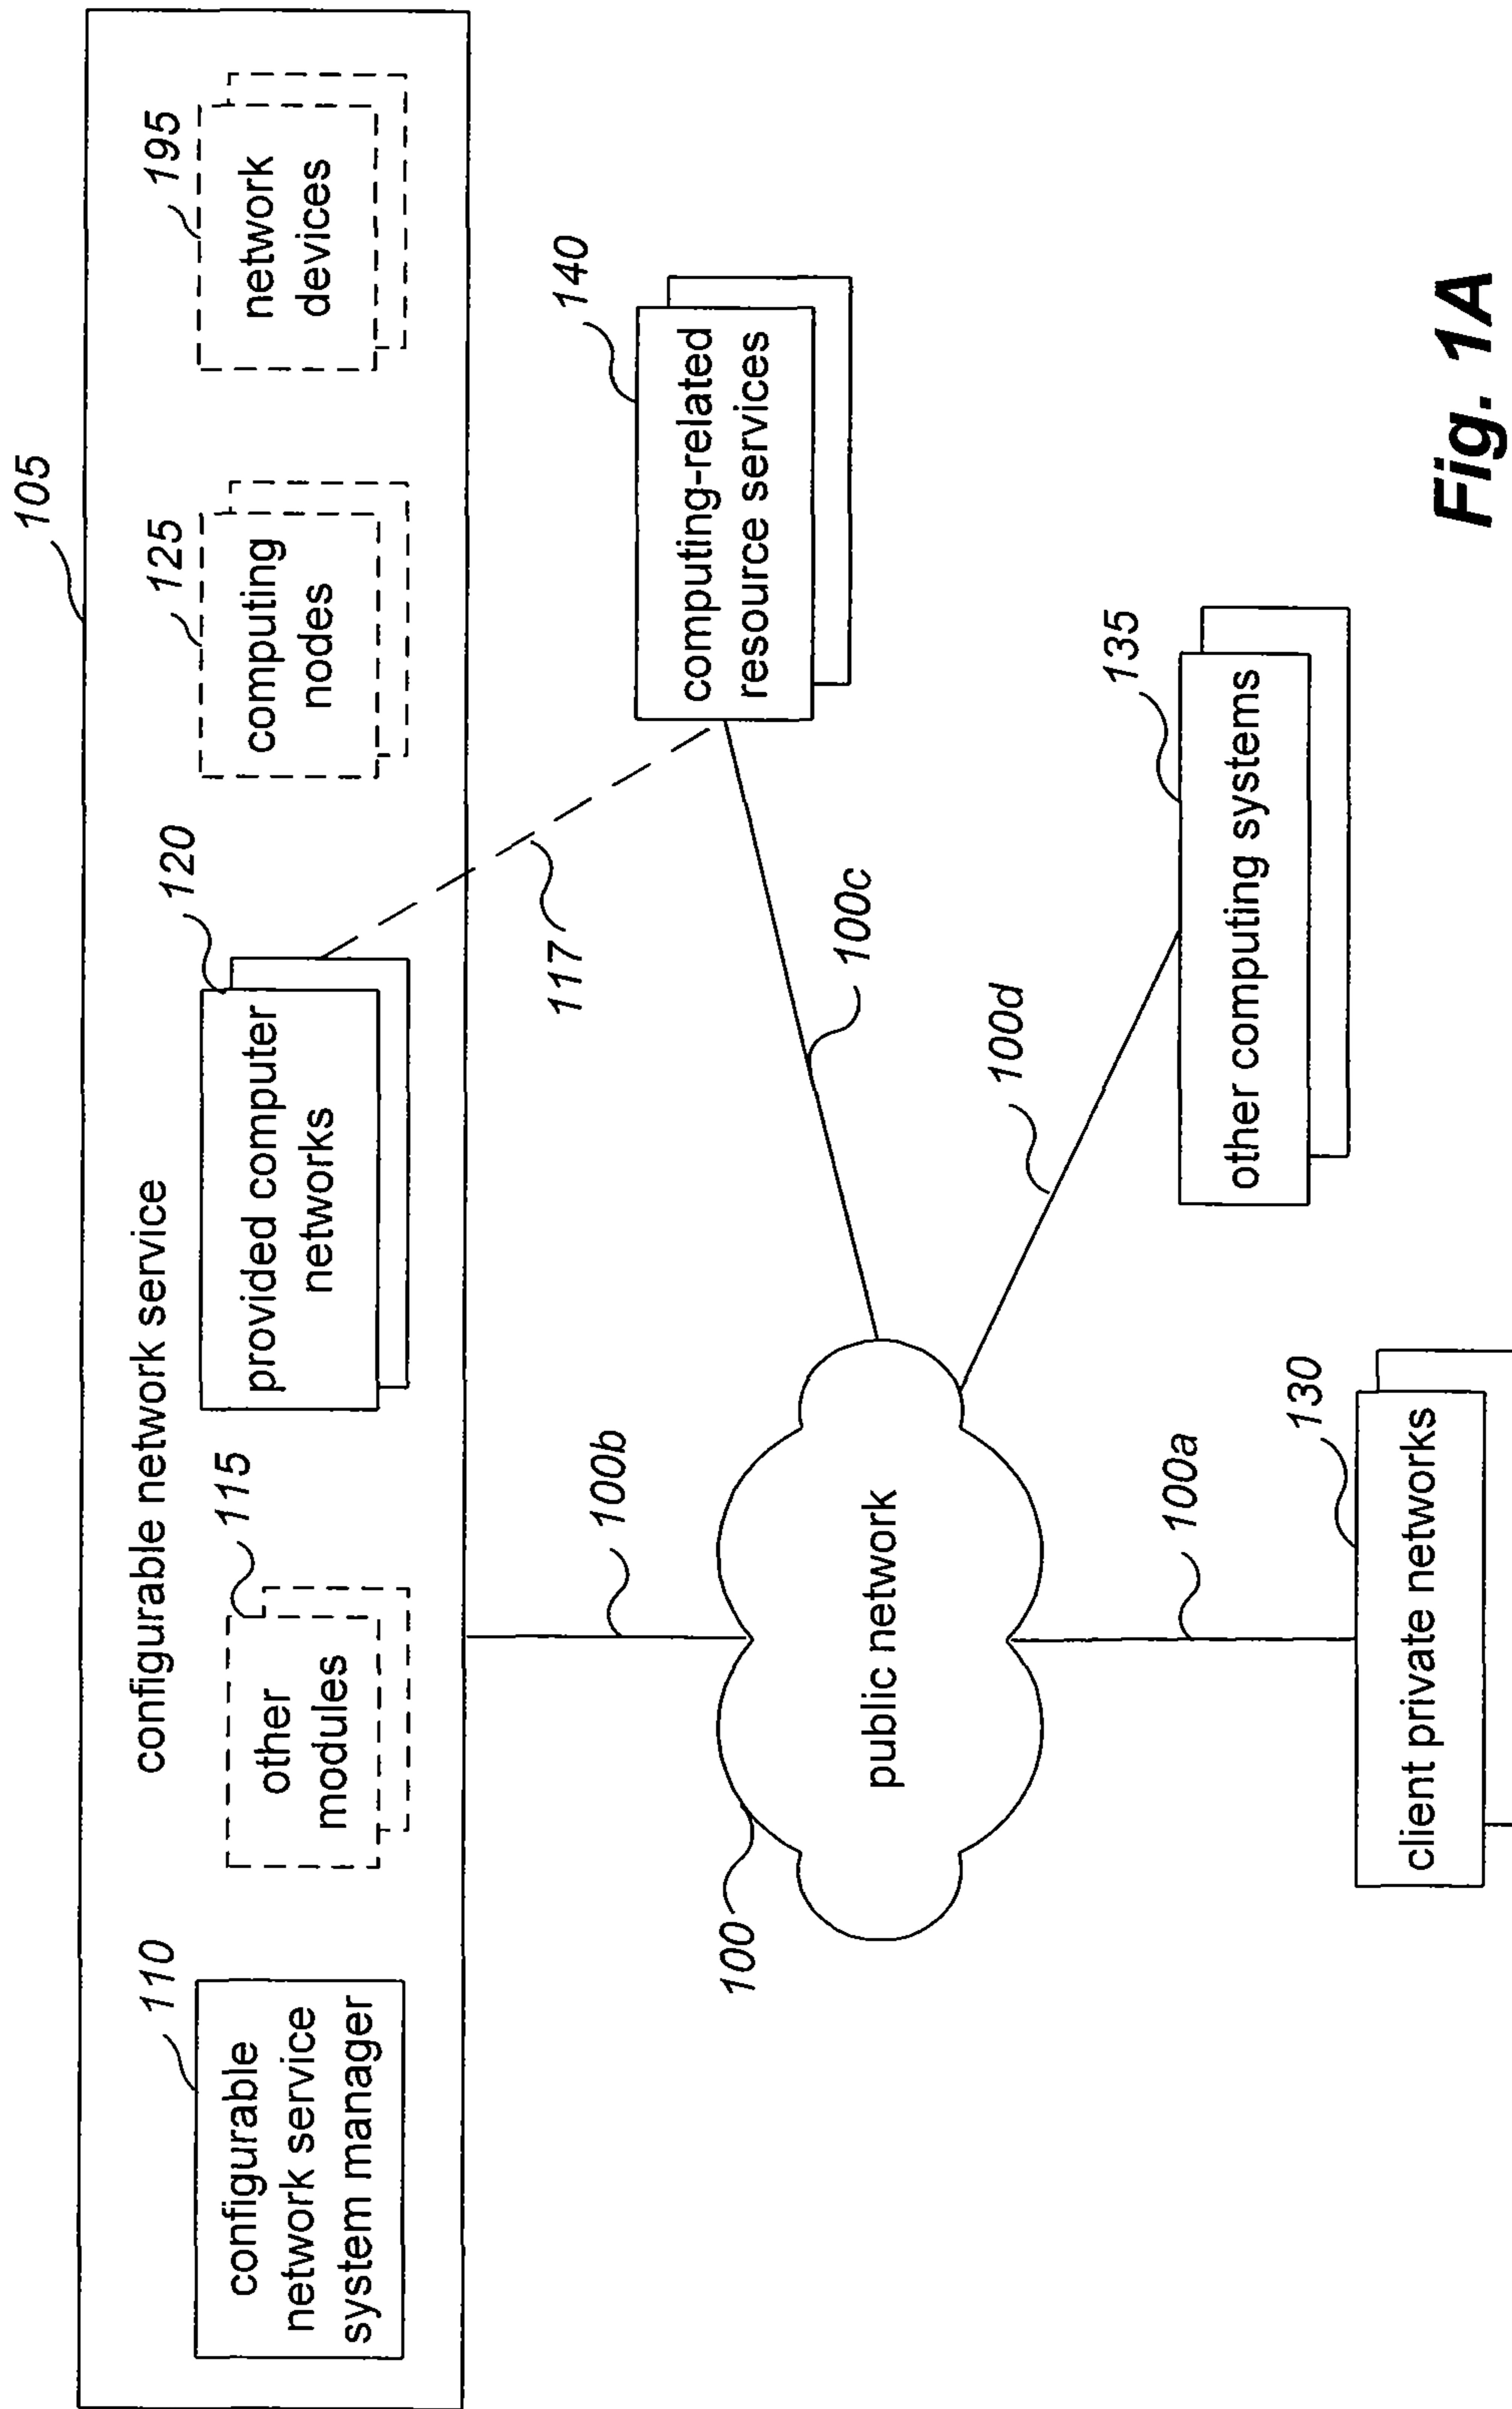 105
configurable network service
110
configurable
network service
system manager
115
other
modules
120
provided computer
networks
125
computing
nodes
195
network
devices
117
100b
140
computing-related
resource services
100
public network
100c
100d
135
other computing systems
100a
130
client private networks
Fig. 1A